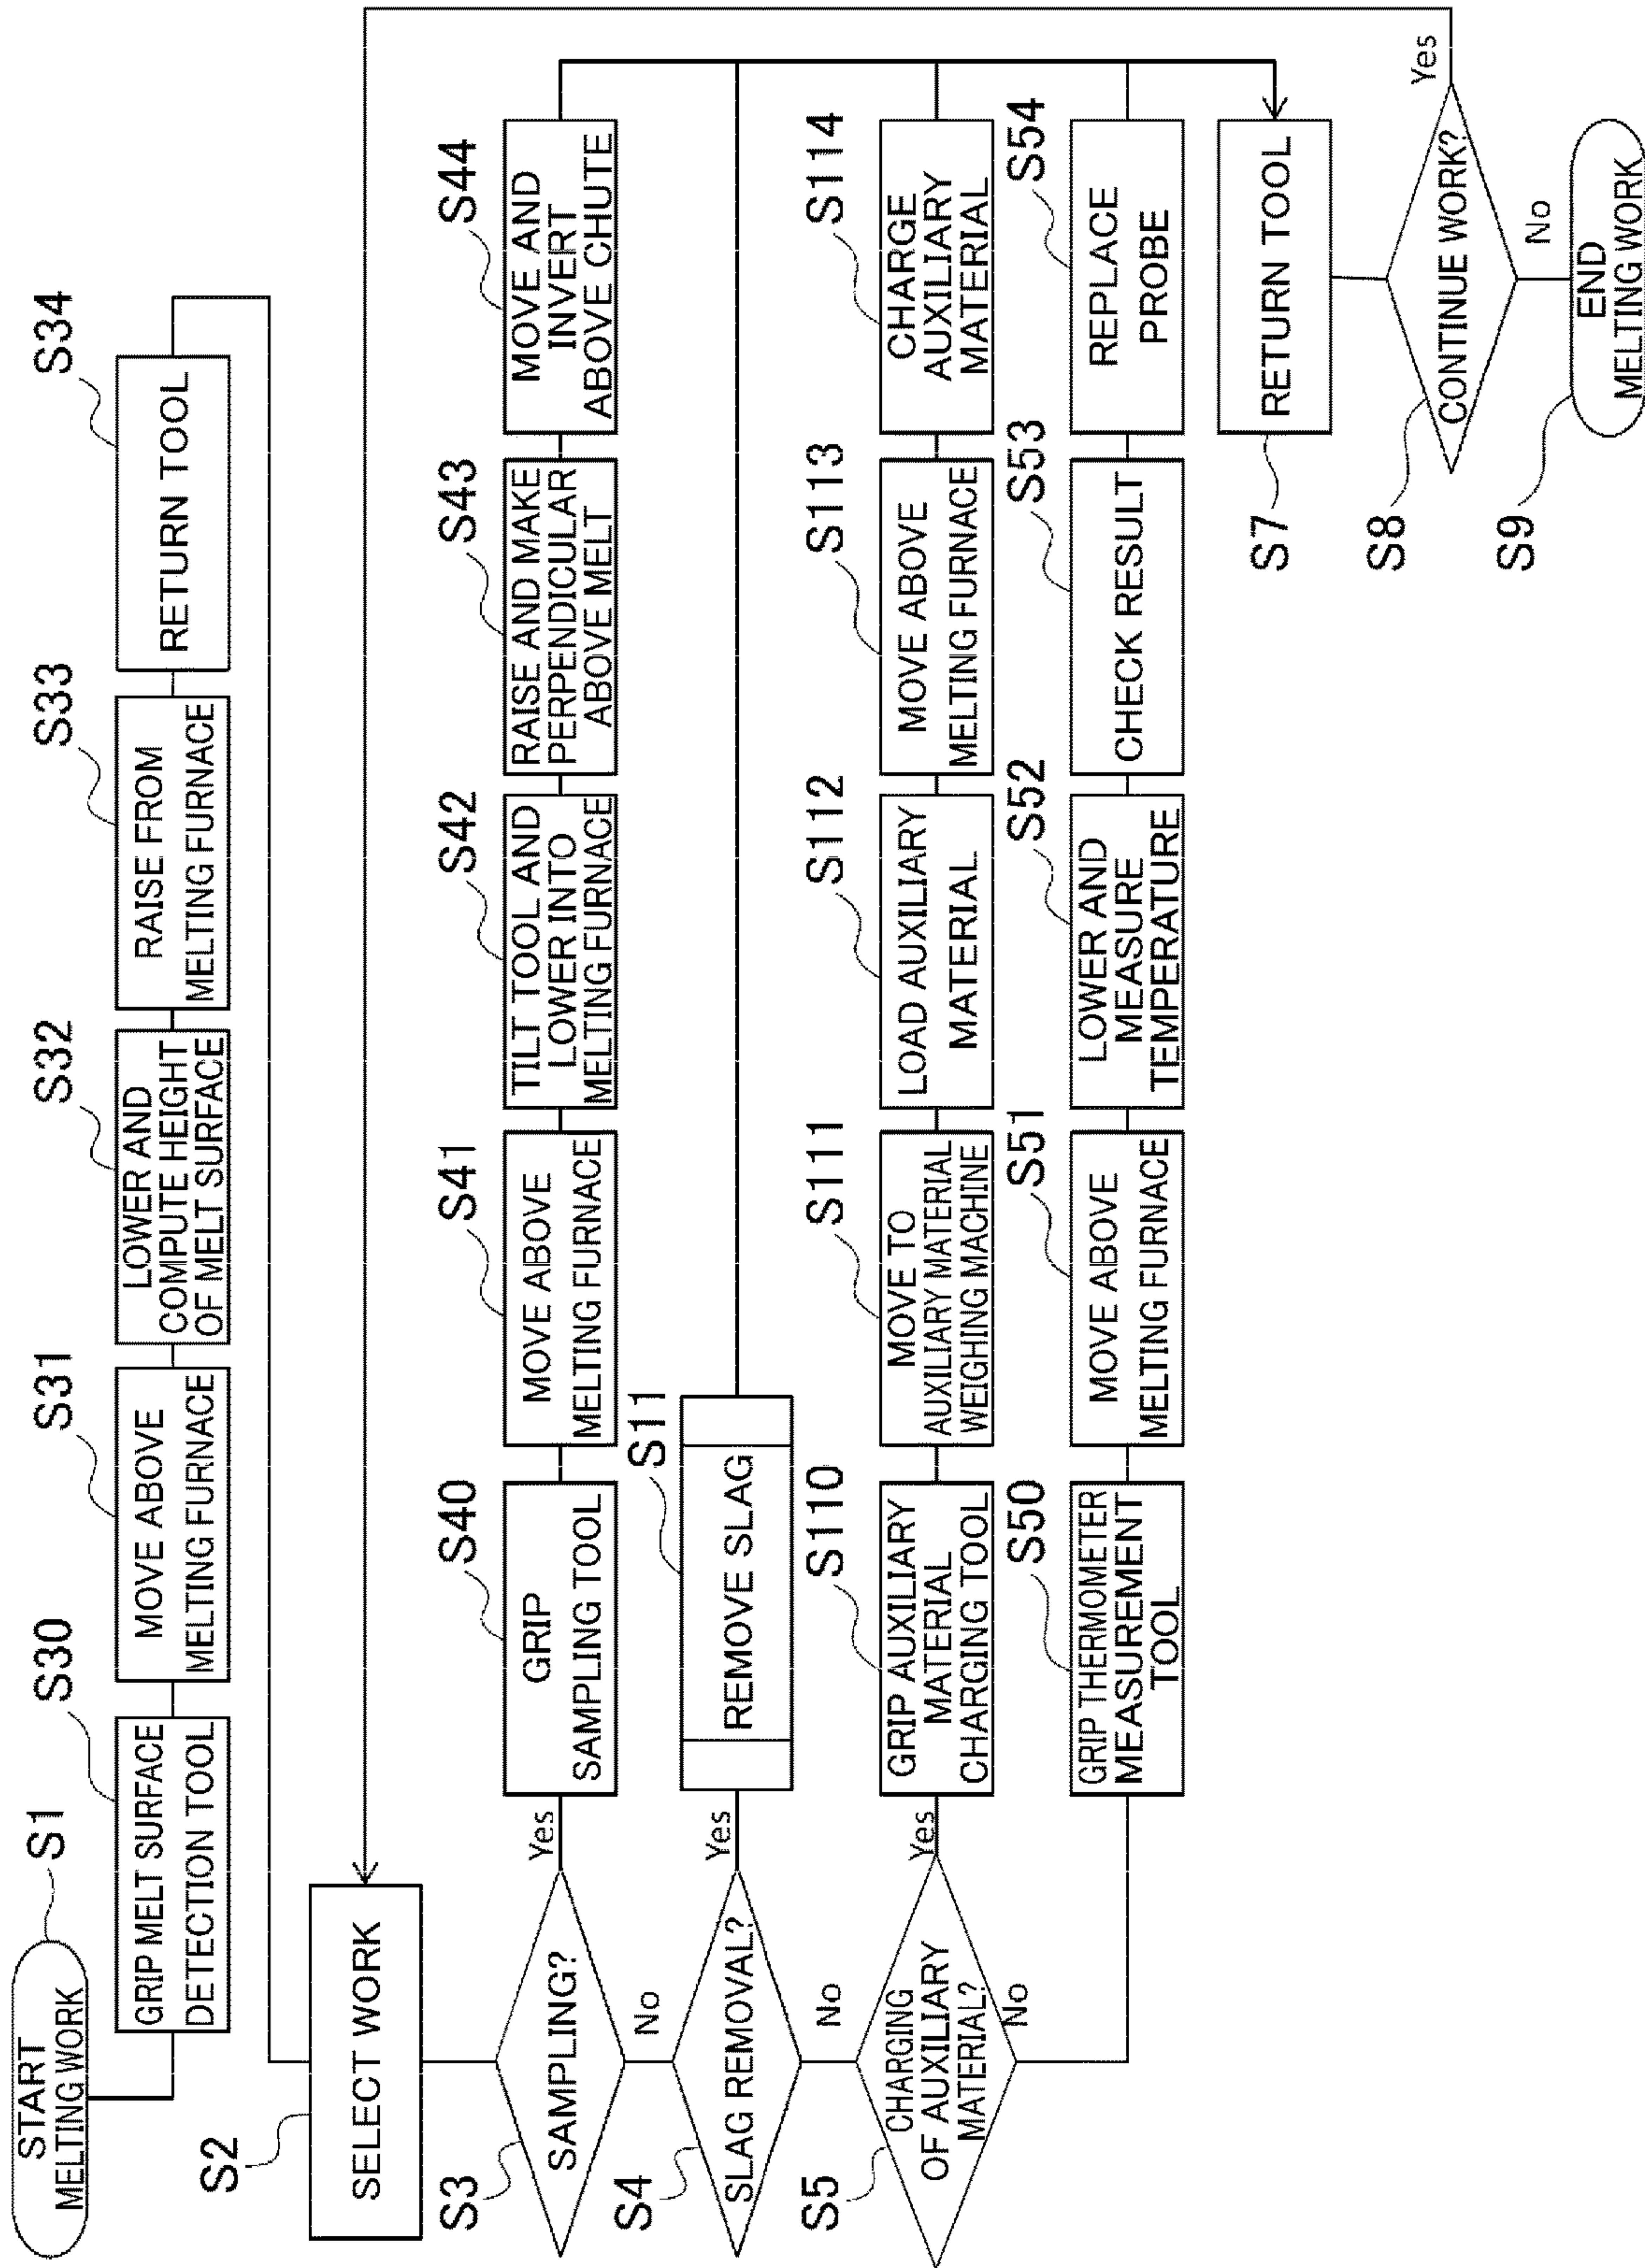 START
MELTING WORK
S1
GRIP MELT SURFACE
DETECTION TOOL
S30
MOVE ABOVE
MELTING FURNACE
S31
LOWER AND
COMPUTE HEIGHT
OF MELT SURFACE
S32
RAISE FROM
MELTING FURNACE
S33
RETURN TOOL
S34
S2
SELECT WORK
S3
SAMPLING?
Yes
No
S40
GRIP
SAMPLING TOOL
S41
MOVE ABOVE
MELTING FURNACE
S42
TILT TOOL AND
LOWER INTO
MELTING FURNACE
S43
RAISE AND MAKE
PERPENDICULAR
ABOVE MELT
S44
MOVE AND
INVERT
ABOVE CHUTE
S4
SLAG REMOVAL?
Yes
No
S11
REMOVE SLAG
S5
CHARGING
OF AUXILIARY
MATERIAL?
Yes
No
S110
GRIP AUXILIARY
MATERIAL
CHARGING TOOL
S111
MOVE TO
AUXILIARY MATERIAL
WEIGHING MACHINE
S112
LOAD AUXILIARY
MATERIAL
S113
MOVE ABOVE
MELTING FURNACE
S114
CHARGE
AUXILIARY
MATERIAL
S50
GRIP THERMOMETER
MEASUREMENT
TOOL
S51
MOVE ABOVE
MELTING FURNACE
S52
LOWER AND
MEASURE
TEMPERATURE
S53
CHECK RESULT
S54
REPLACE
PROBE
S7
RETURN TOOL
S8
CONTINUE WORK?
Yes
No
S9
END
MELTING WORK